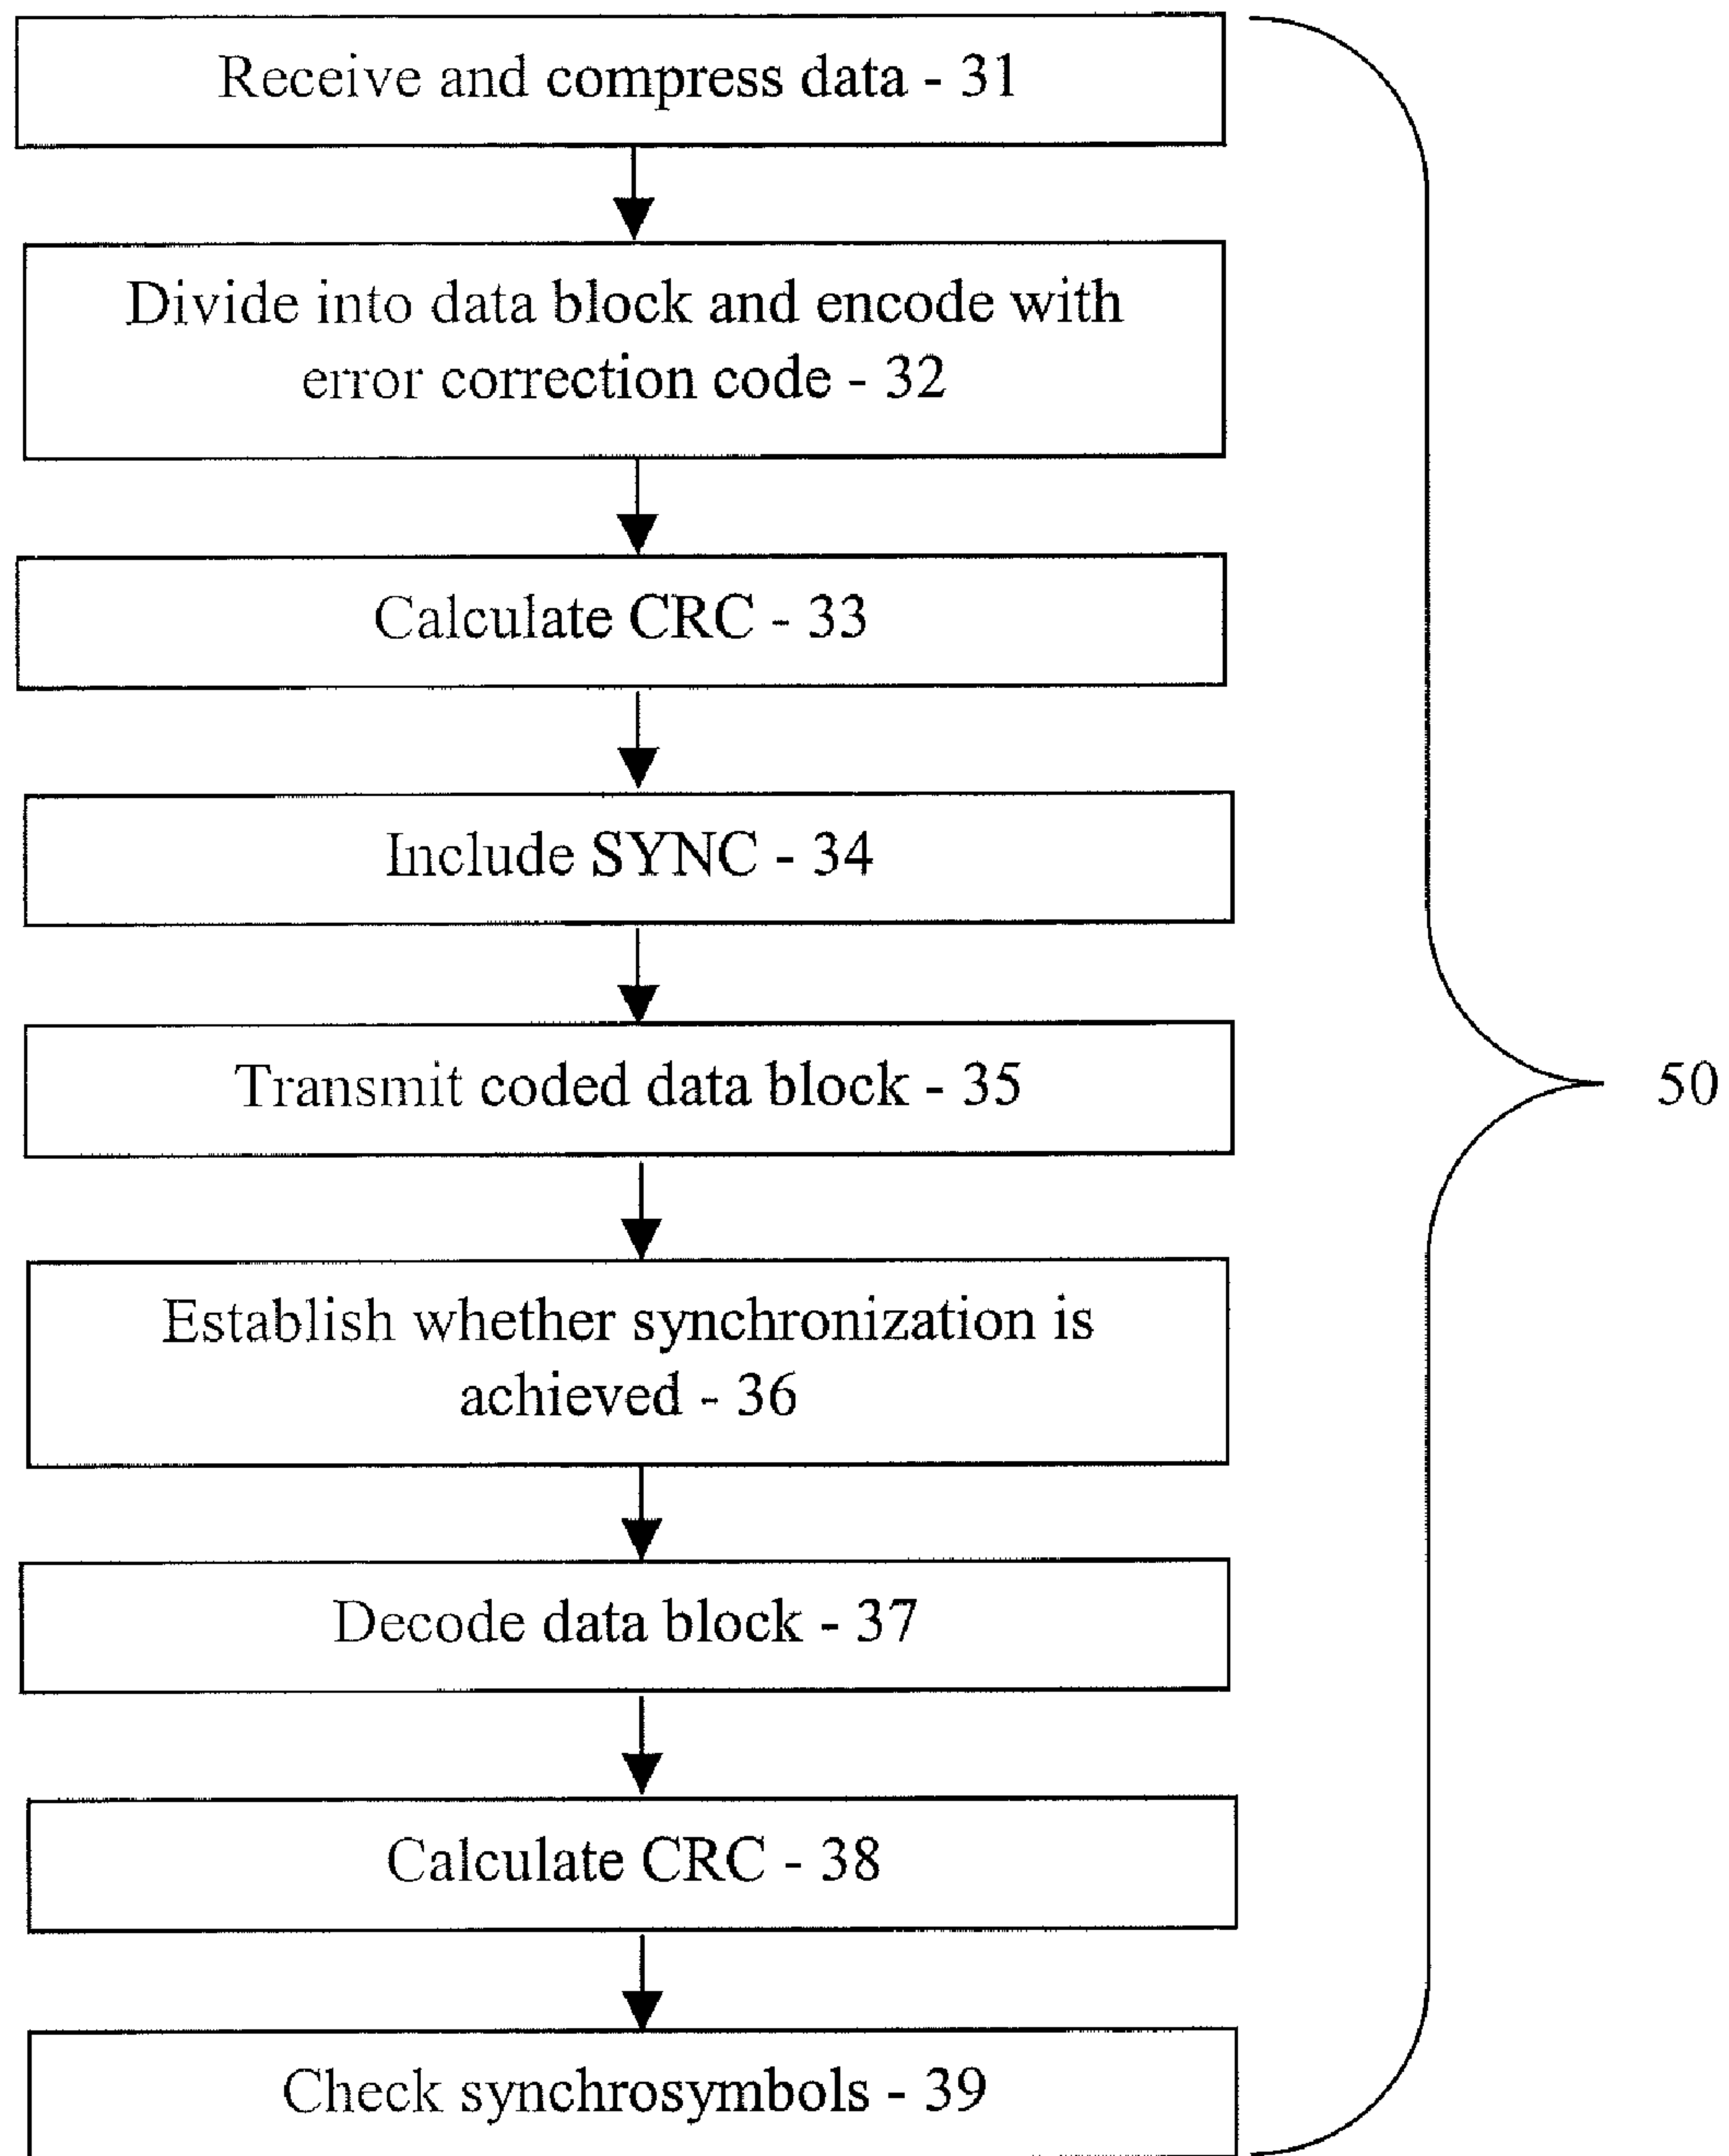 Receive and compress data - 31
Divide into data block and encode with
error correction code - 32
Calculate CRC - 33
Include SYNC - 34
Transmit coded data block - 35
50
Establish whether synchronization is
achieved - 36
Decode data block - 37
Calculate CRC - 38
Check synchrosymbols - 39